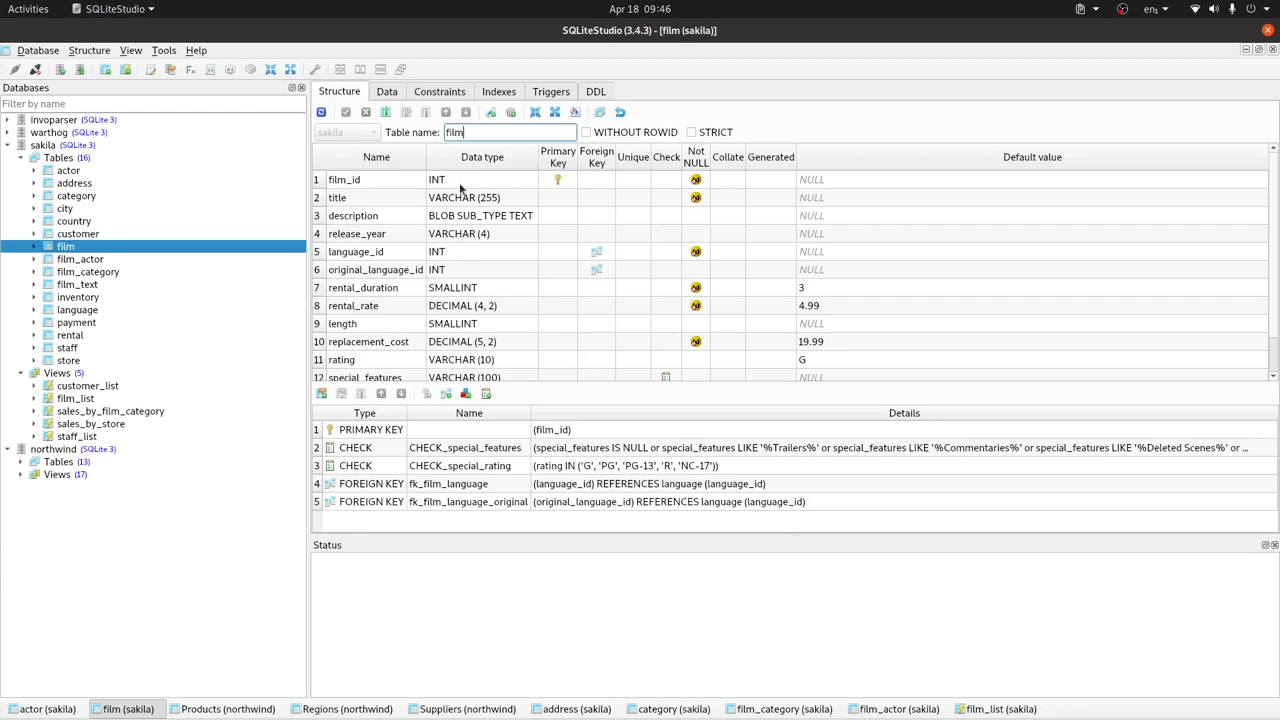 Activities SQLiteStudio Apr 18 09:46 en1
SQLiteStudio (3.4.3) - [film (sakila)]
Database Structure View Tools Help
Databases
Filter by name
invoparser (SQLite 3)
warthog (SQLite 3)
sakila (SQLite 3)
Tables (16)
actor
address
category
city
country
customer
film
film_actor
film_category
film_text
inventory
language
payment
rental
staff
store
Views (5)
customer_list
film_list
sales_by_film_category
sales_by_store
staff_list
northwind (SQLite 3)
Tables (13)
Views (17)
Structure Data Constraints Indexes Triggers DDL
sakila Table name: film WITHOUT ROWID STRICT
Name Data type Primary Key Foreign Key Unique Check Not NULL Collate Generated Default value
1 film_id INT NULL
2 title VARCHAR (255) NULL
3 description BLOB SUB_TYPE TEXT NULL
4 release_year VARCHAR (4) NULL
5 language_id INT NULL
6 original_language_id INT NULL
7 rental_duration SMALLINT 3
8 rental_rate DECIMAL (4, 2) 4.99
9 length SMALLINT NULL
10 replacement_cost DECIMAL (5, 2) 19.99
11 rating VARCHAR (10) G
12 special_features VARCHAR (100) NULL
Type Name Details
1 PRIMARY KEY (film_id)
2 CHECK CHECK_special_features (special_features IS NULL or special_features LIKE '%Trailers%' or special_features LIKE '%Commentaries%' or special_features LIKE '%Deleted Scenes%' or ...
3 CHECK CHECK_special_rating (rating IN ('G', 'PG', 'PG-13', 'R', 'NC-17'))
4 FOREIGN KEY fk_film_language (language_id) REFERENCES language (language_id)
5 FOREIGN KEY fk_film_language_original (original_language_id) REFERENCES language (language_id)
Status
actor (sakila) film (sakila) Products (northwind) Regions (northwind) Suppliers (northwind) address (sakila) category (sakila) film_category (sakila) film_actor (sakila) film_list (sakila)